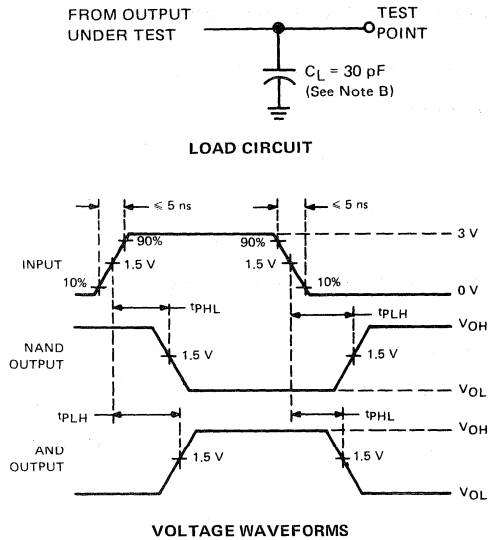 FROM OUTPUT
UNDER TEST
TEST
POINT
CL = 30 pF
(See Note B)
LOAD CIRCUIT
≤ 5 ns
≤ 5 ns
90%
90%
3 V
INPUT
1.5 V
1.5 V
10%
10%
0 V
tPHL
tPLH
VOH
NAND
OUTPUT
1.5 V
1.5 V
VOL
tPLH
tPHL
VOH
AND
OUTPUT
1.5 V
1.5 V
VOL
VOLTAGE WAVEFORMS